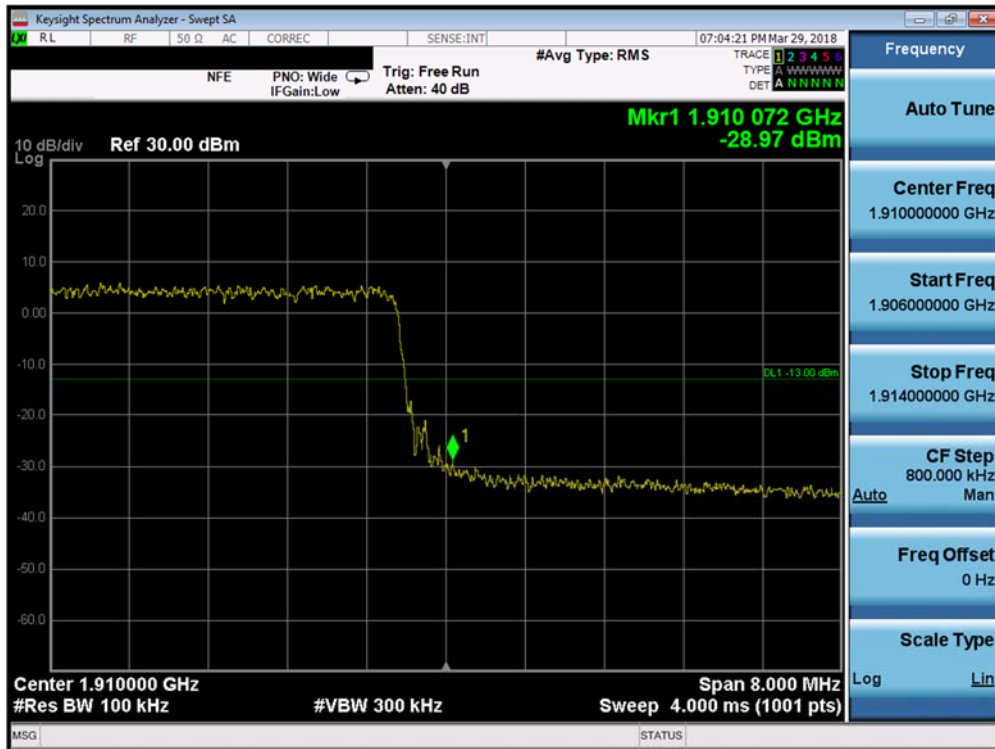 Keysight Spectrum Analyzer - Swept SA
LXI RL RF 50 Ω AC CORREC SENSE:INT 07:04:21 PM Mar 29, 2018
#Avg Type: RMS TRACE 1 2 3 4 5 6
NFE PNO: Wide Trig: Free Run TYPE A WWWWW
IFGain:Low Atten: 40 dB DET A N N N N N
Mkr1 1.910 072 GHz
-28.97 dBm
10 dB/div Ref 30.00 dBm
Log
20.0
10.0
0.00
-10.0
DL1 -13.00 dBm
-20.0
1
-30.0
-40.0
-50.0
-60.0
Center 1.910000 GHz Span 8.000 MHz
#Res BW 100 kHz #VBW 300 kHz Sweep 4.000 ms (1001 pts)
MSG STATUS
Frequency
Auto Tune
Center Freq
1.910000000 GHz
Start Freq
1.906000000 GHz
Stop Freq
1.914000000 GHz
CF Step
800.000 kHz
Auto Man
Freq Offset
0 Hz
Scale Type
Log Lin